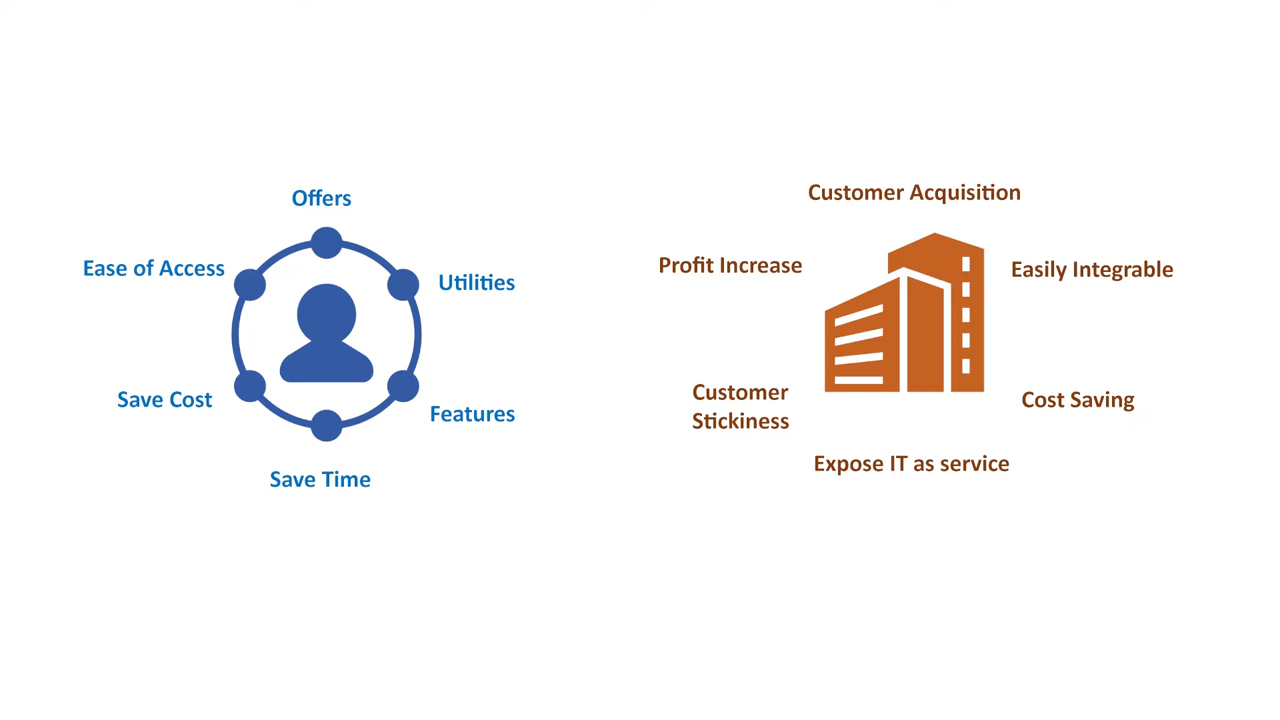 Offers
Ease of Access
Utilities
Save Cost
Features
Save Time
Customer Acquisition
Profit Increase
Easily Integrable
Customer
Stickiness
Cost Saving
Expose IT as service